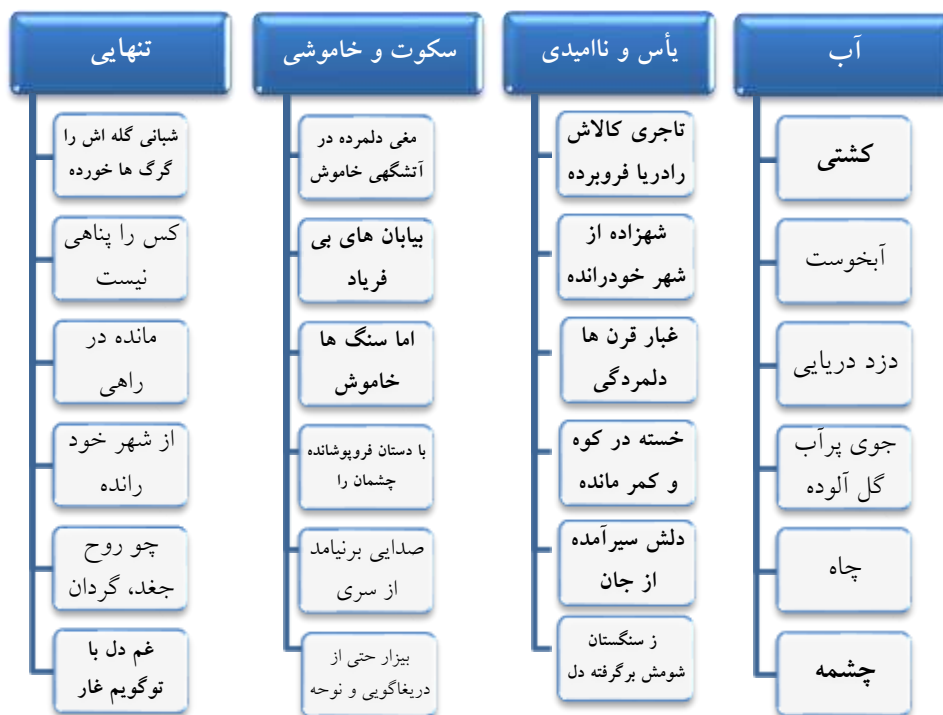 آب
کشتی
آبخوست
دزد دریایی
جوی پرآب
گل آلوده
چاه
چشمه
یأس و ناامیدی
تاجری کالاش
رادریا فروبرده
شهزاده از
شهر خودرانده
غبار قرن ها
دلمردگی
خسته در کوه
و کمر مانده
دلش سیرآمده
از جان
ز سنگستان
شومش برگرفته دل
سکوت و خاموشی
مغی دلمرده در
آتشگهی خاموش
بیابان های بی
فریاد
اما سنگ ها
خاموش
با دستان فروپوشانده
چشمان را
صدایی برنیامد
از سری
بیزار حتی از
دریغاگویی و نوحه
تنهایی
شبانی گله اش را
گرگ ها خورده
کس را پناهی
نیست
مانده در
راهی
از شهر خود
رانده
چو روح
جغد، گردان
غم دل با
توگویم غار